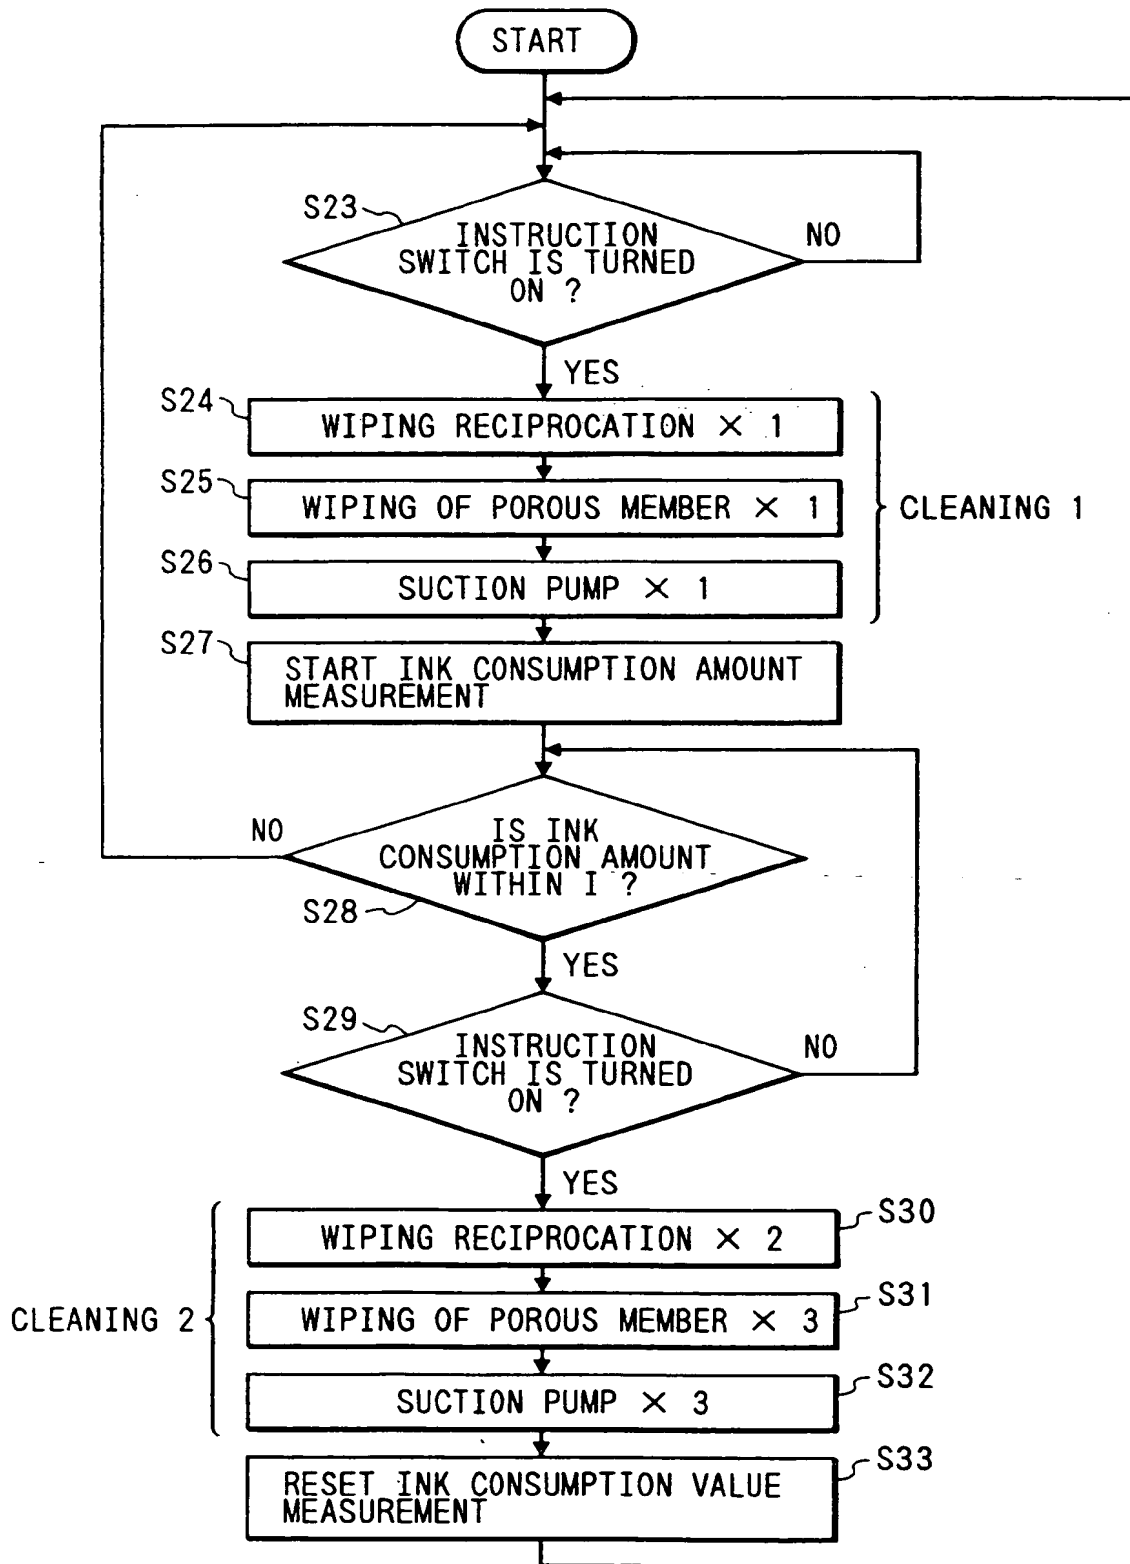 START
S23
INSTRUCTION
SWITCH IS TURNED
ON ?
NO
YES
S24
WIPING RECIPROCATION × 1
S25
WIPING OF POROUS MEMBER × 1
CLEANING 1
S26
SUCTION PUMP × 1
S27
START INK CONSUMPTION AMOUNT
MEASUREMENT
NO
IS INK
CONSUMPTION AMOUNT
WITHIN I ?
S28
YES
S29
INSTRUCTION
SWITCH IS TURNED
ON ?
NO
YES
S30
WIPING RECIPROCATION × 2
S31
CLEANING 2
WIPING OF POROUS MEMBER × 3
S32
SUCTION PUMP × 3
S33
RESET INK CONSUMPTION VALUE
MEASUREMENT